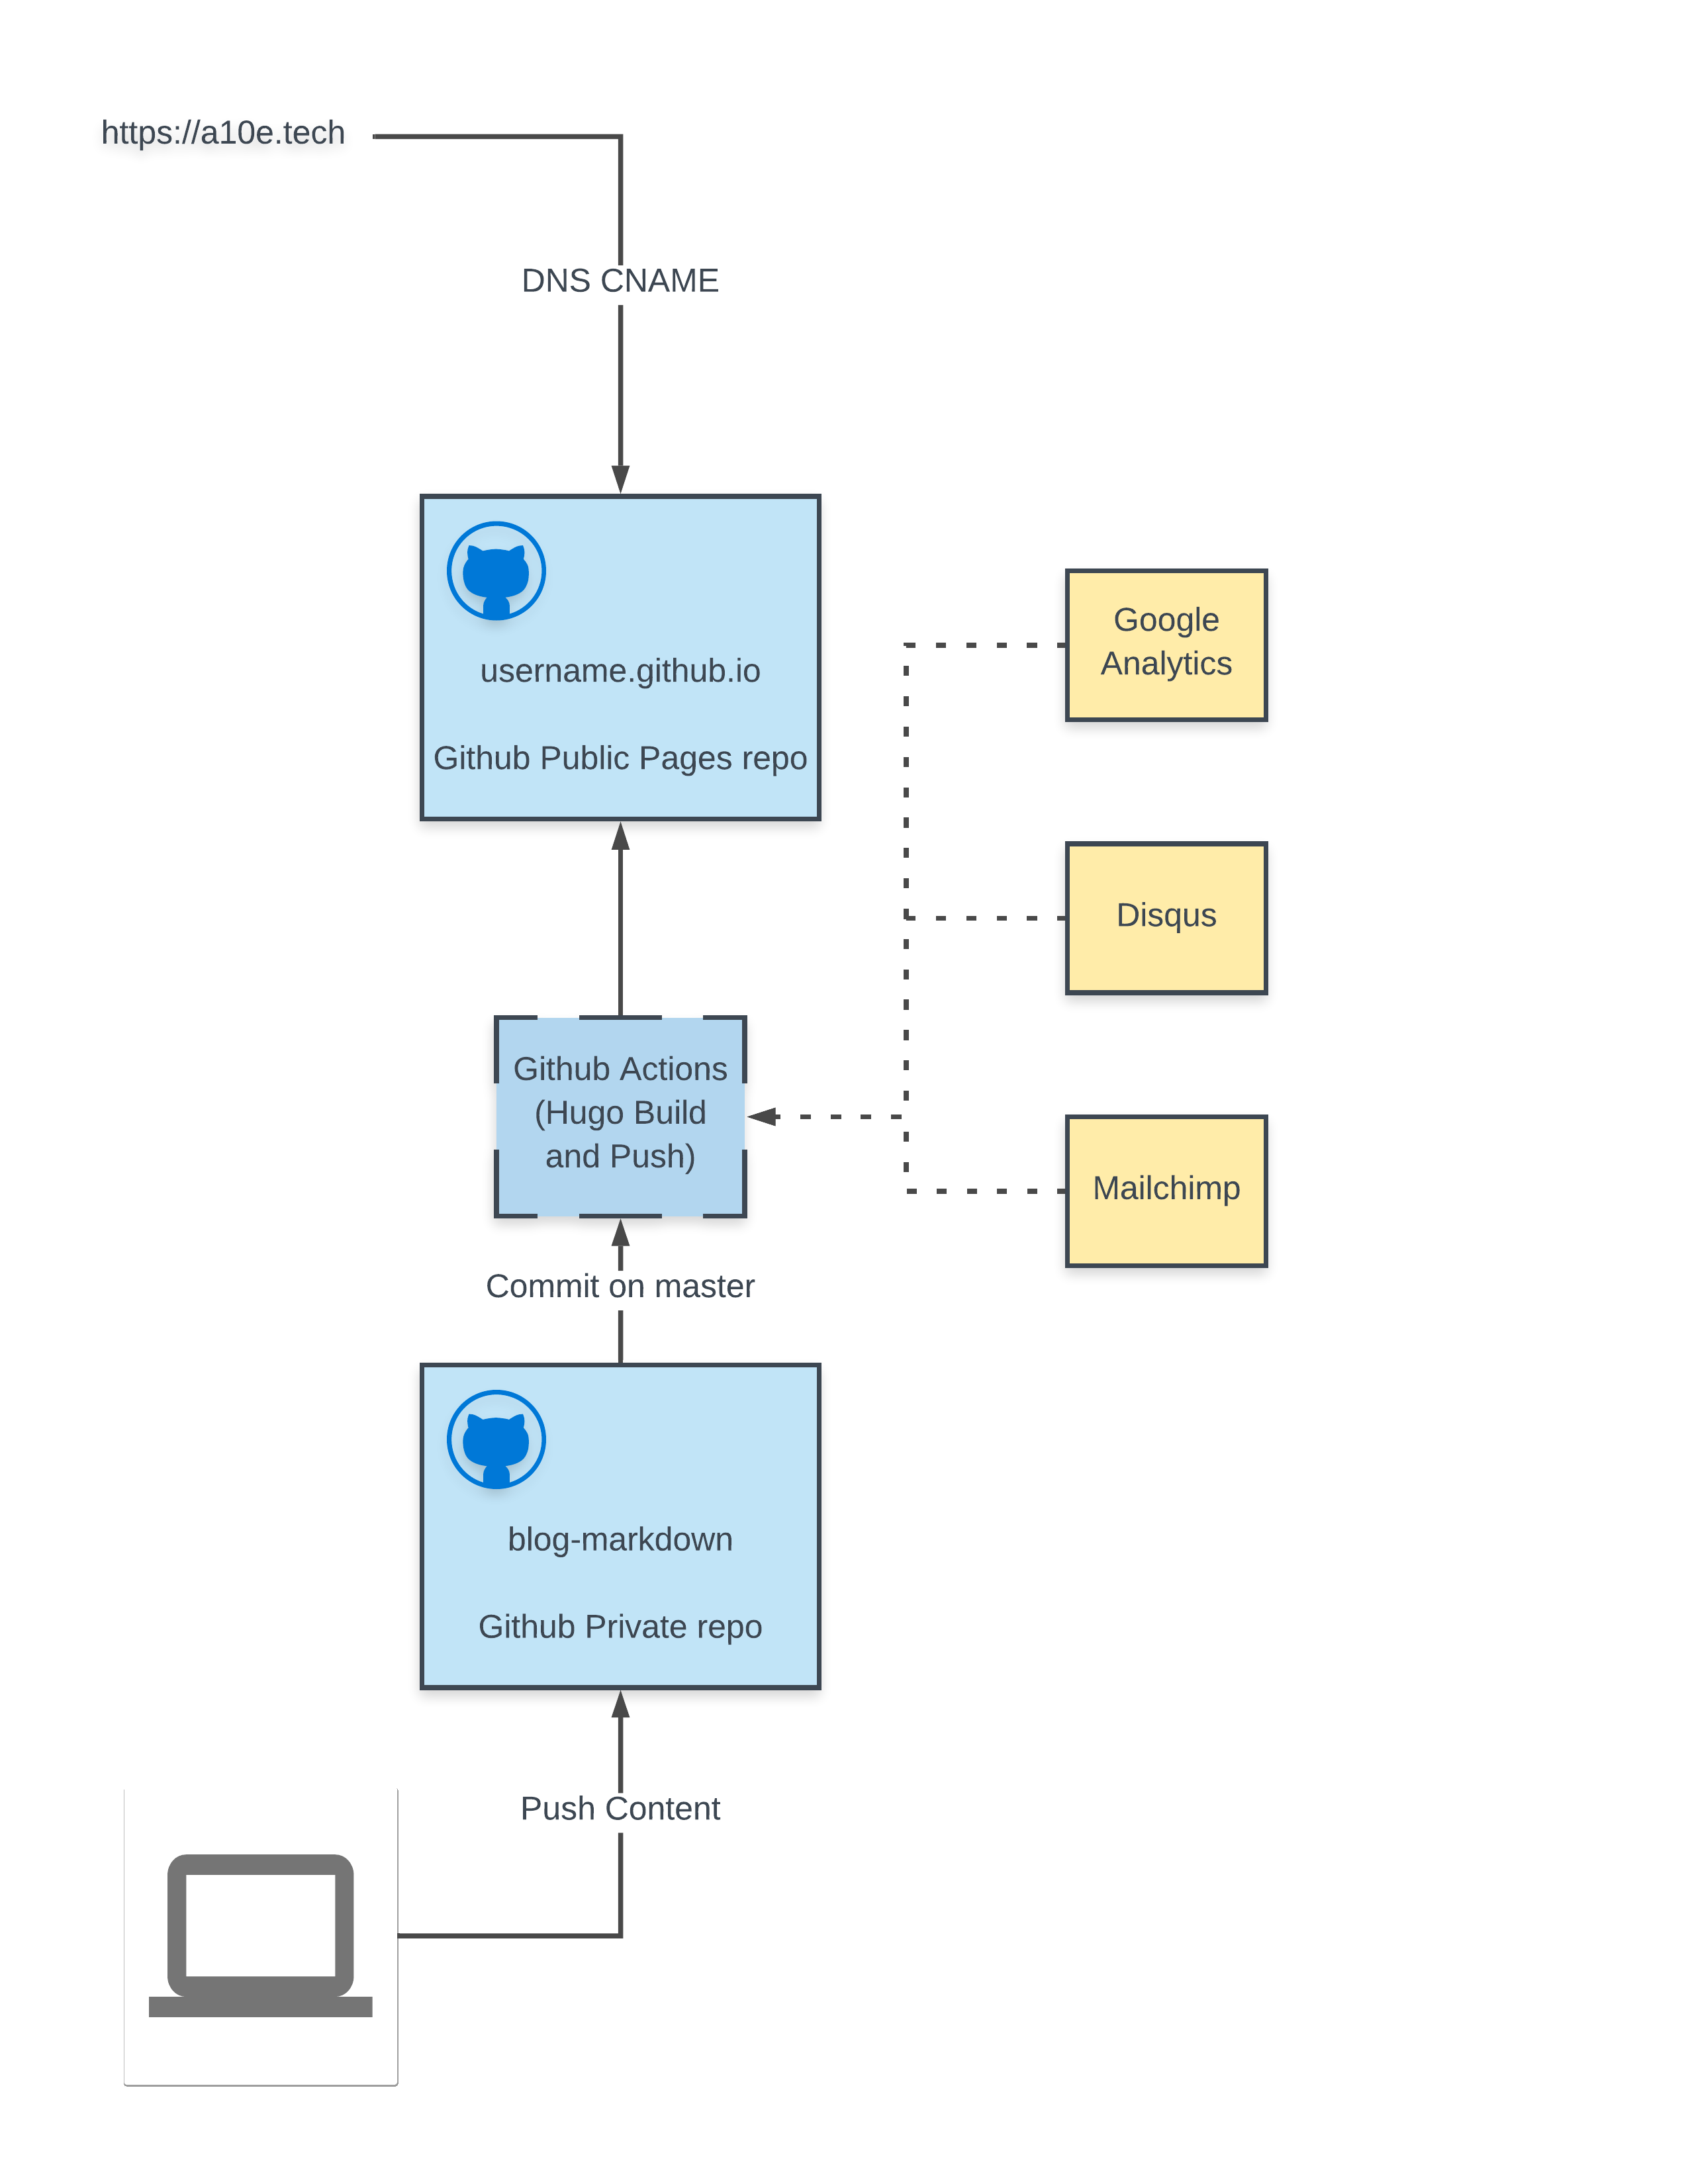 https://a10e.tech
DNS CNAME
username.github.io
Github Public Pages repo
Google
Analytics
Disqus
Github Actions
(Hugo Build
and Push)
Mailchimp
Commit on master
blog-markdown
Github Private repo
Push Content